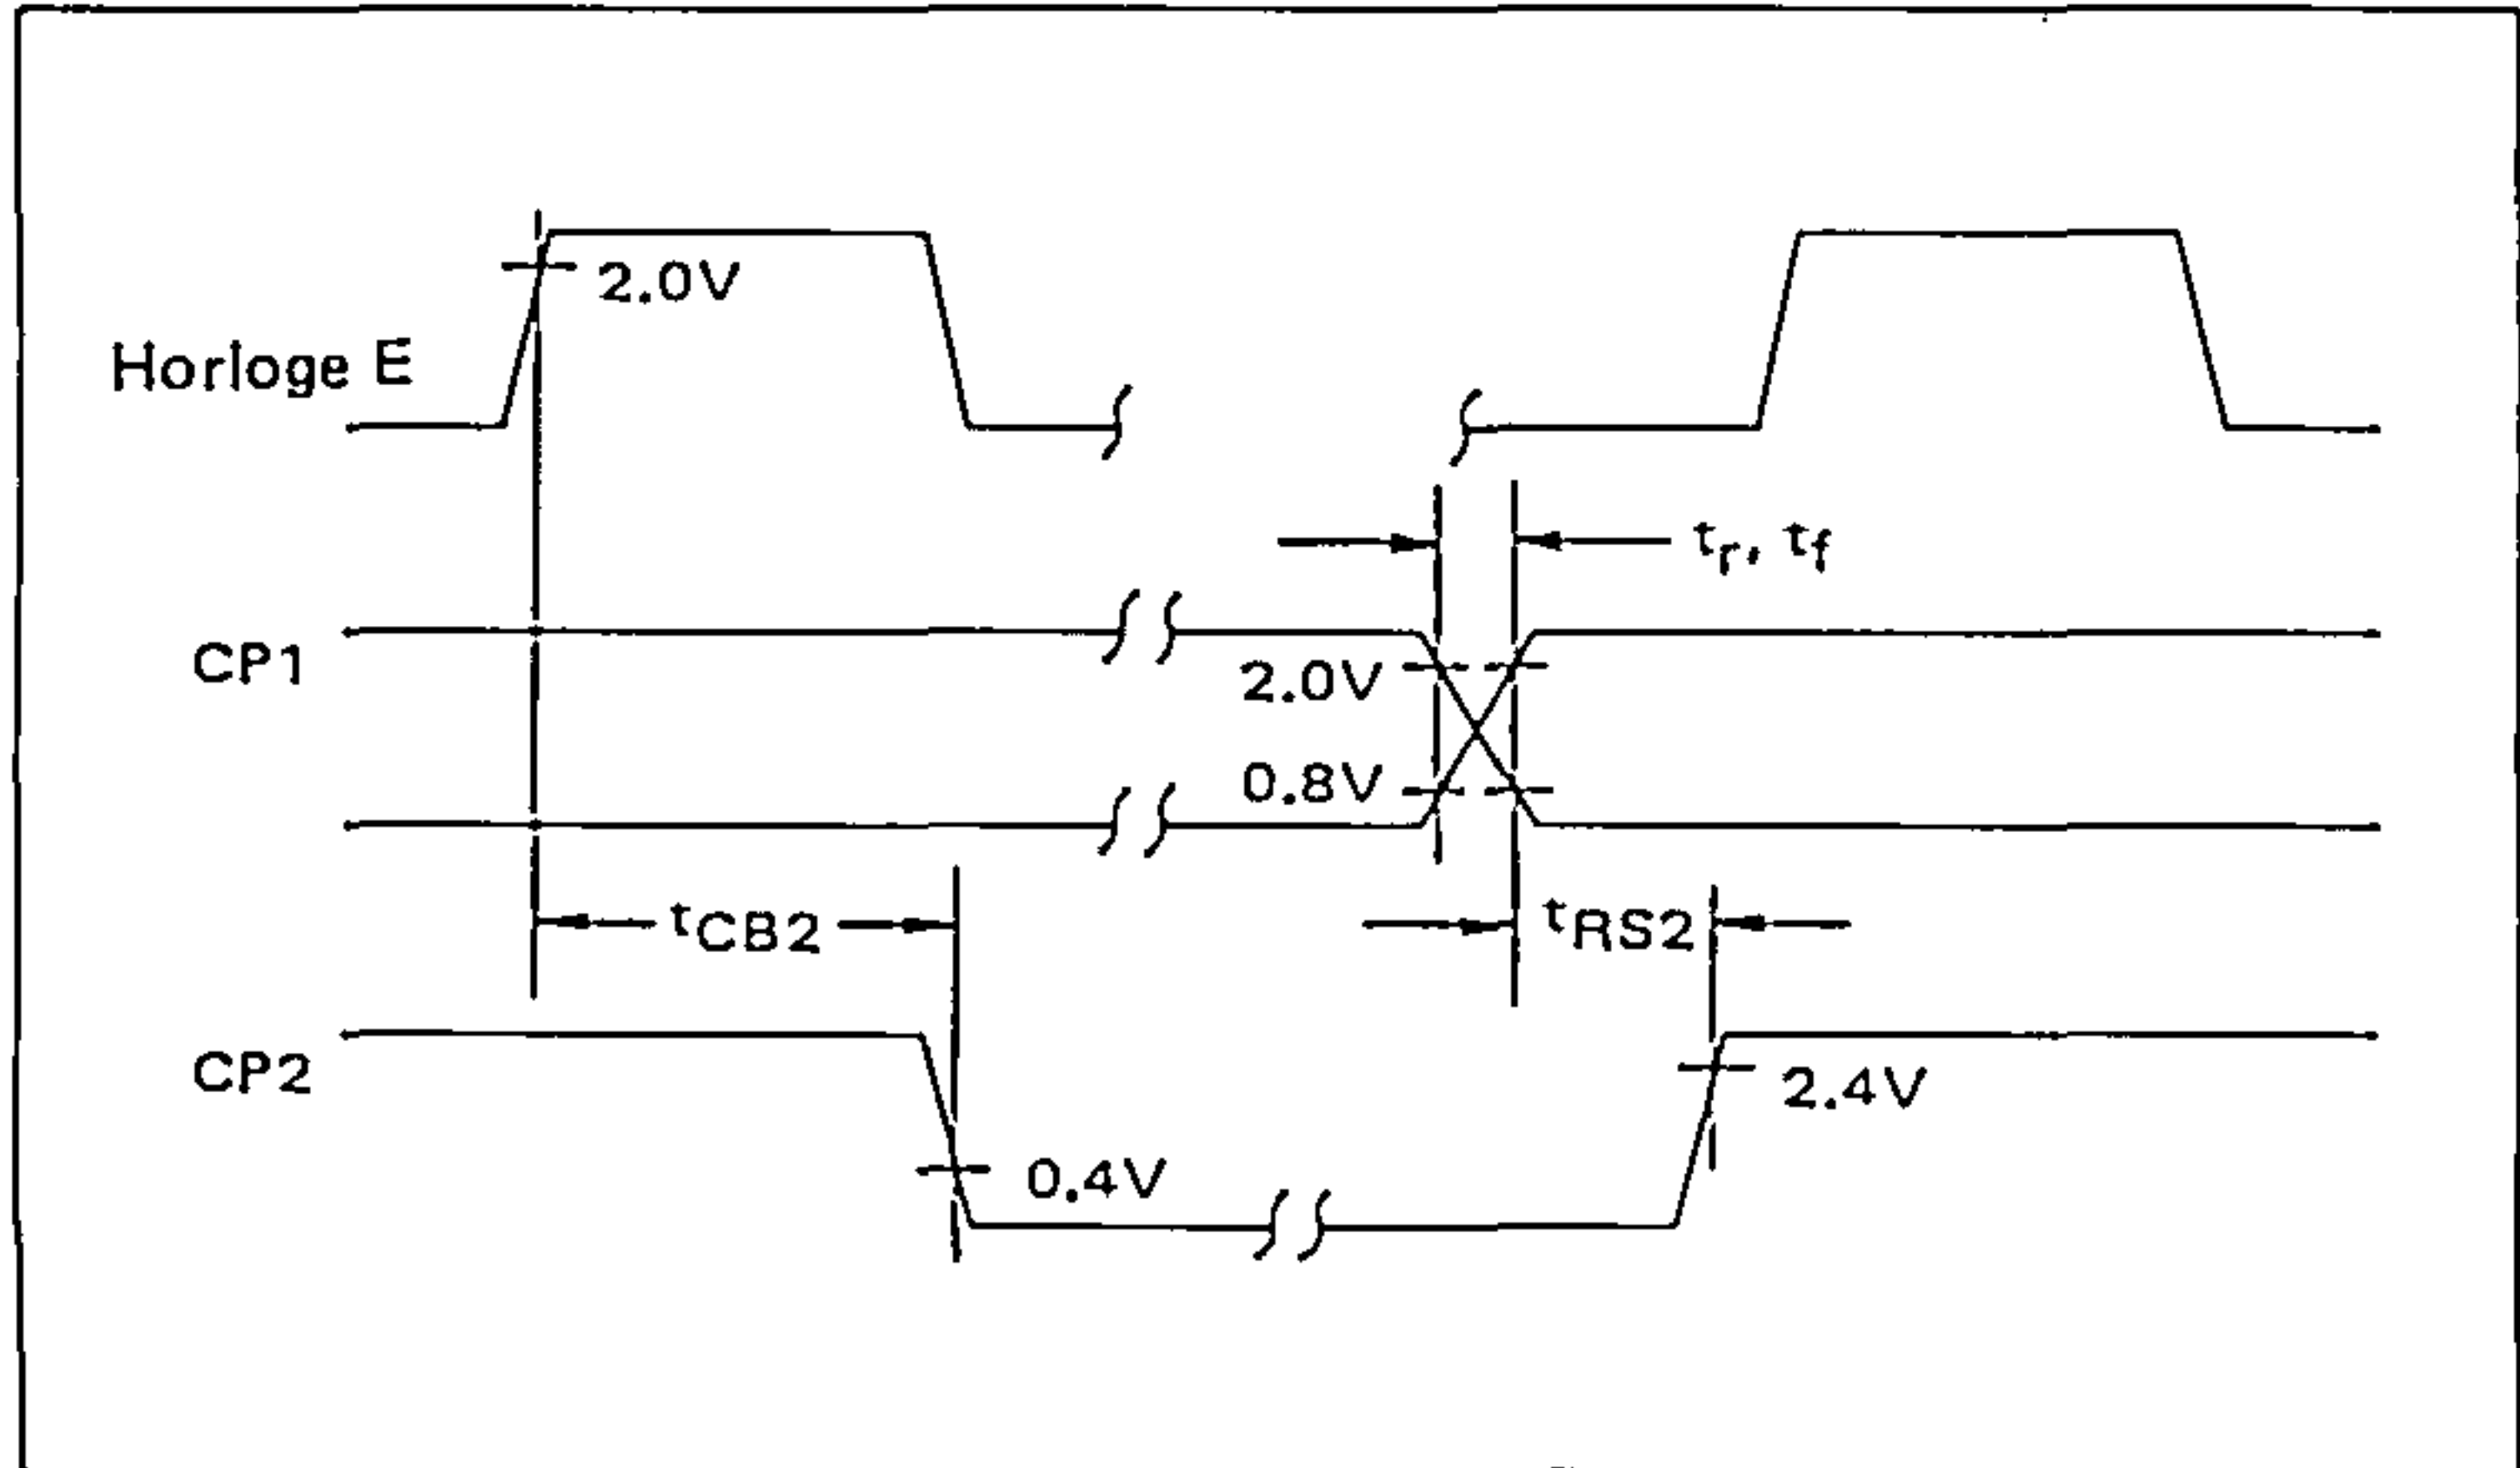 2.0V
Horloge E
tr, tf
CP1
2.0V
0.8V
tCB2
tRS2
CP2
2.4V
0.4V